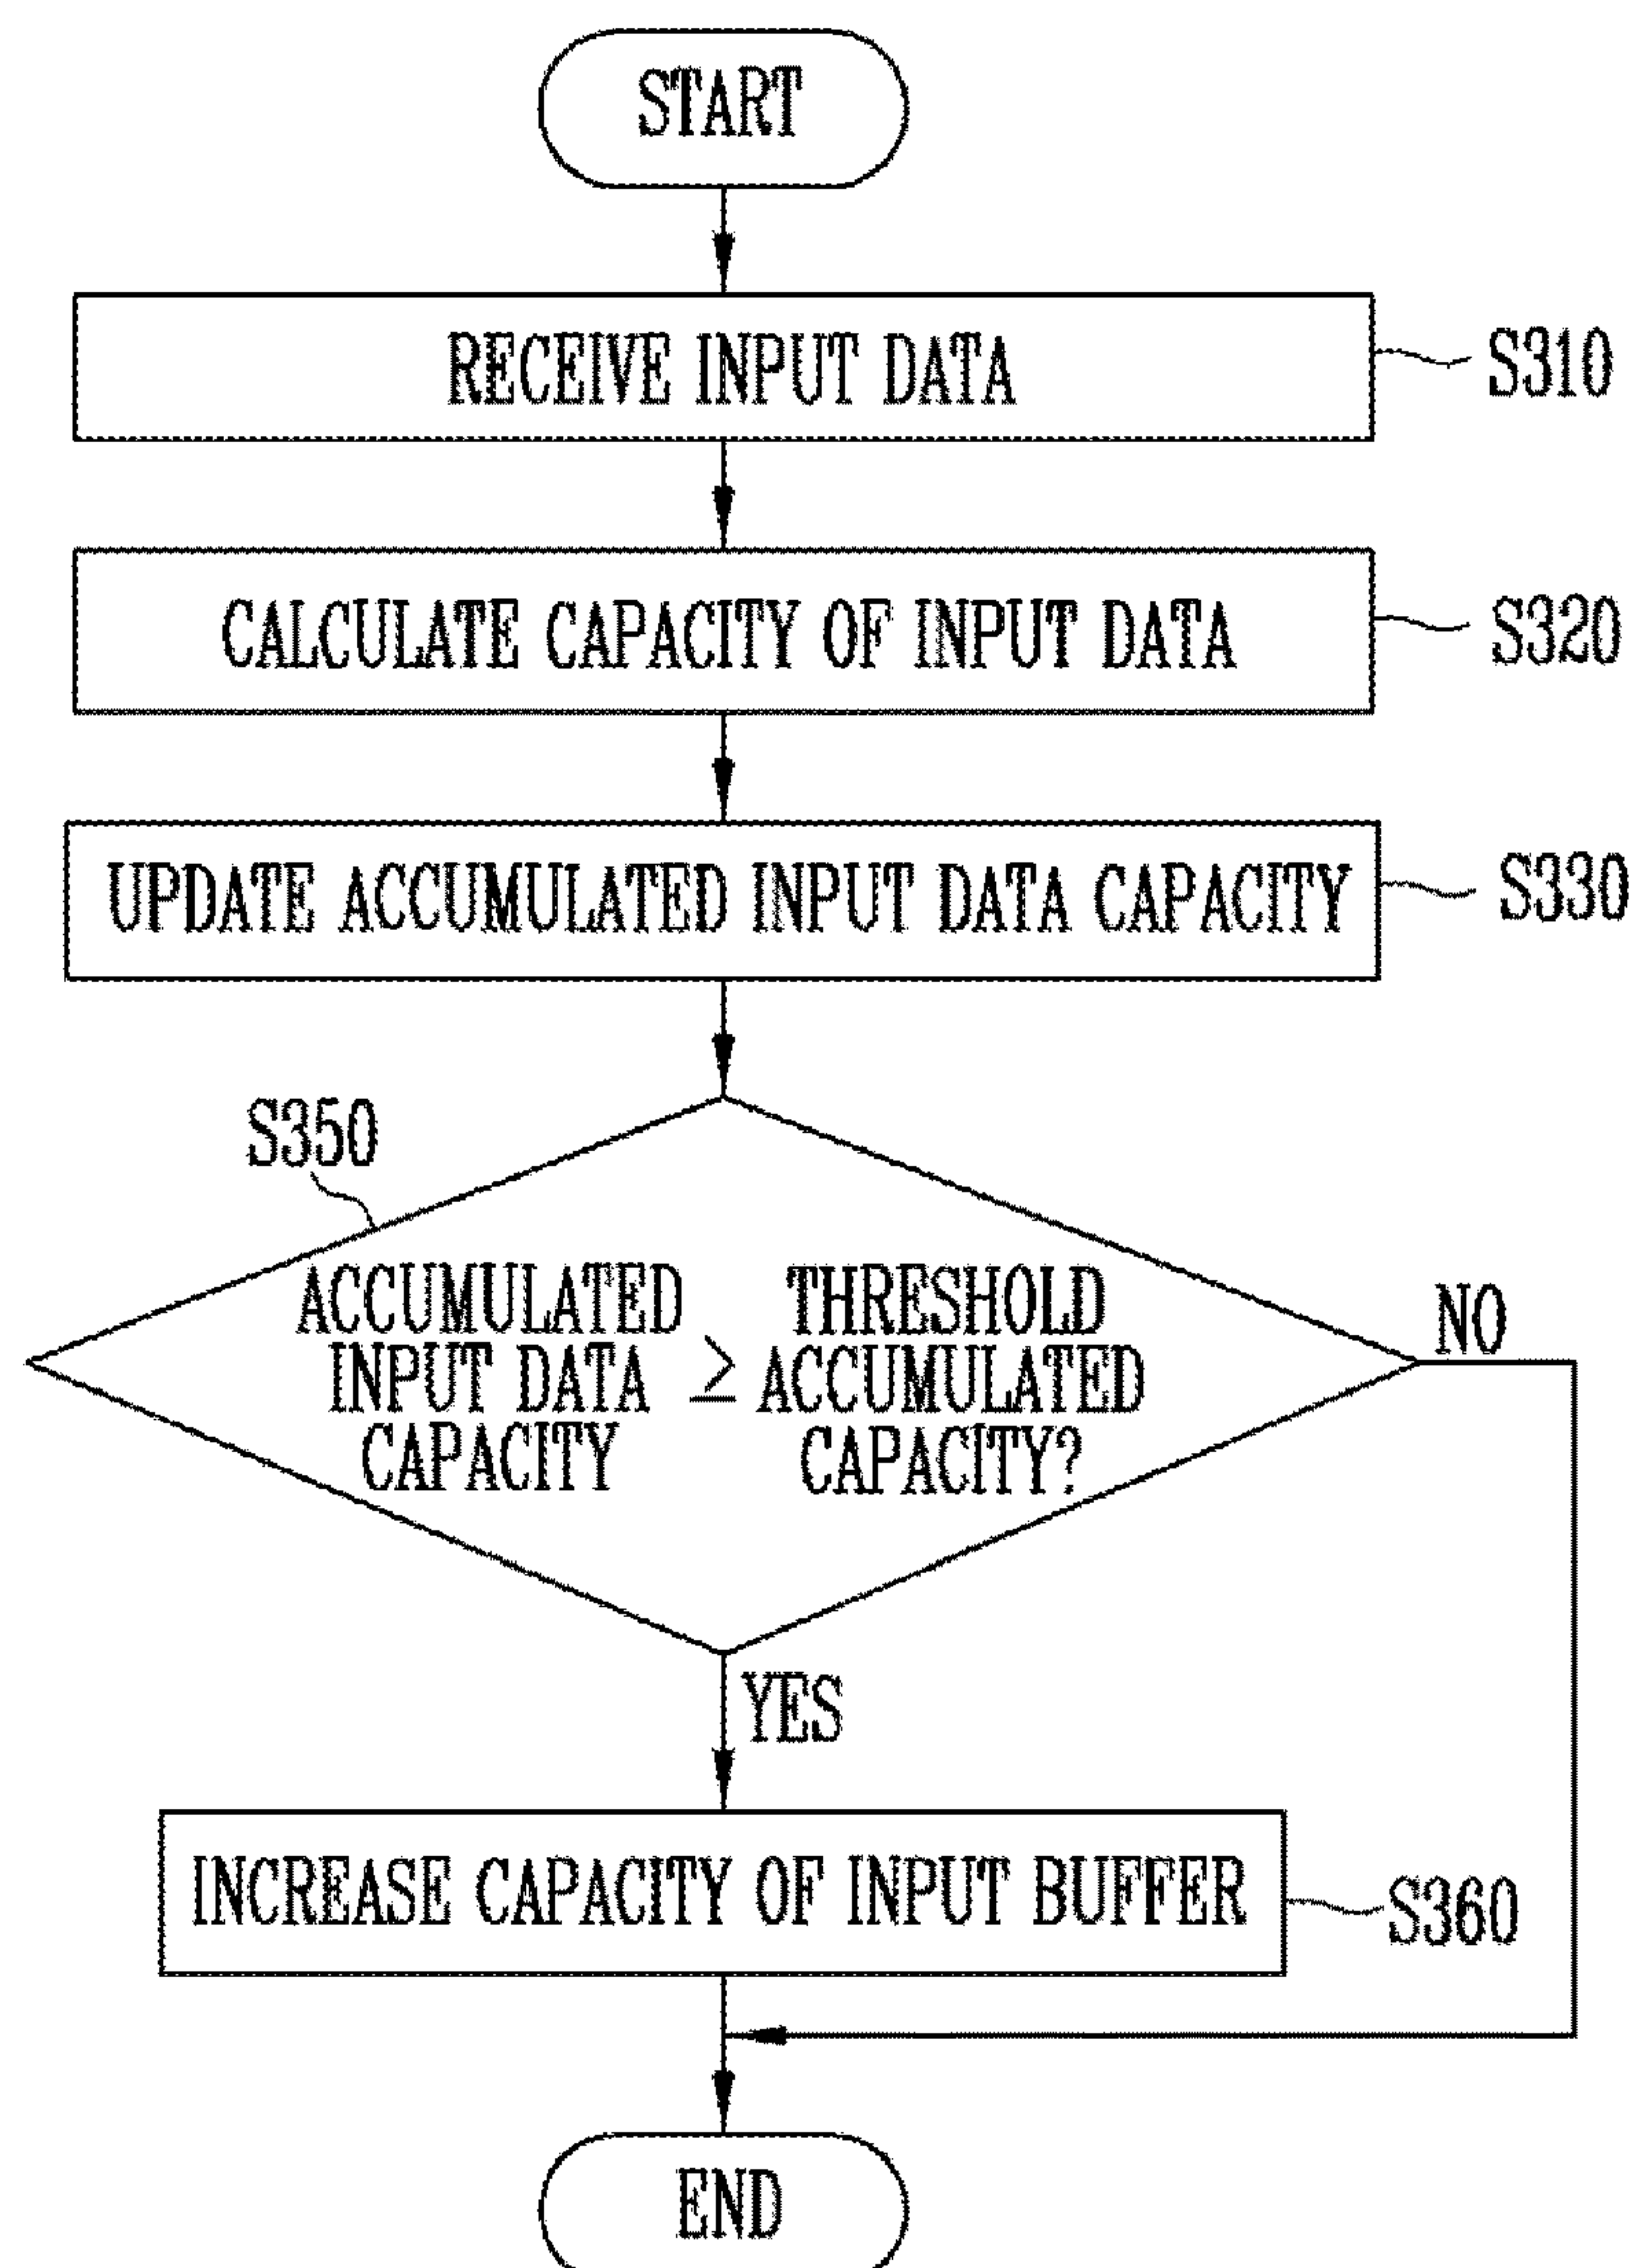 START
RECEIVE INPUT DATA
S310
CALCULATE CAPACITY OF INPUT DATA
S320
UPDATE ACCUMULATED INPUT DATA CAPACITY
S330
S350
ACCUMULATED
INPUT DATA
CAPACITY
≥
THRESHOLD
ACCUMULATED
CAPACITY?
NO
YES
INCREASE CAPACITY OF INPUT BUFFER
S360
END